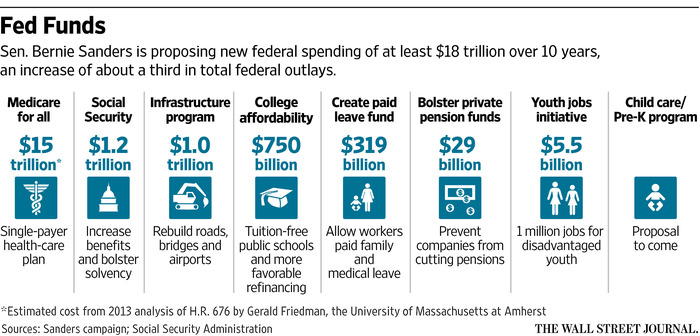 Fed Funds
Sen. Bernie Sanders is proposing new federal spending of at least $18 trillion over 10 years,
an increase of about a third in total federal outlays.
Medicare
for all
$15
trillion*
Single-payer
health-care
plan
Social
Security
$1.2
trillion
Increase
benefits
and bolster
solvency
Infrastructure
program
$1.0
trillion
Rebuild roads,
bridges and
airports
College
affordability
$750
billion
Tuition-free
public schools
and more
favorable
refinancing
Create paid
leave fund
$319
billion
Allow workers
paid family
and medical
leave
Bolster private
pension funds
$29
billion
Prevent
companies from
cutting pensions
Youth jobs
initiative
$5.5
billion
1 million jobs for
disadvantaged
youth
Child care/
Pre-K program
Proposal
to come
*Estimated cost from 2013 analysis of H.R. 676 by Gerald Friedman, the University of Massachusetts at Amherst
Sources: Sanders campaign; Social Security Administration
THE WALL STREET JOURNAL.